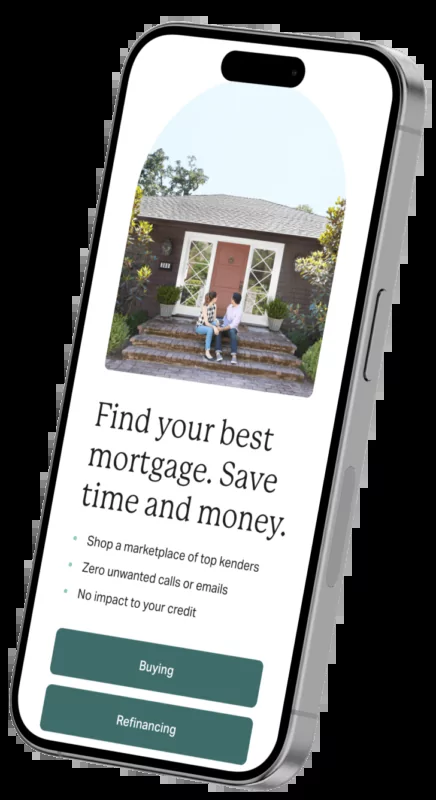 Find your best
mortgage. Save
time and money.
Shop a marketplace of top kenders
Zero unwanted calls or emails
No impact to your credit
Buying
Refinancing